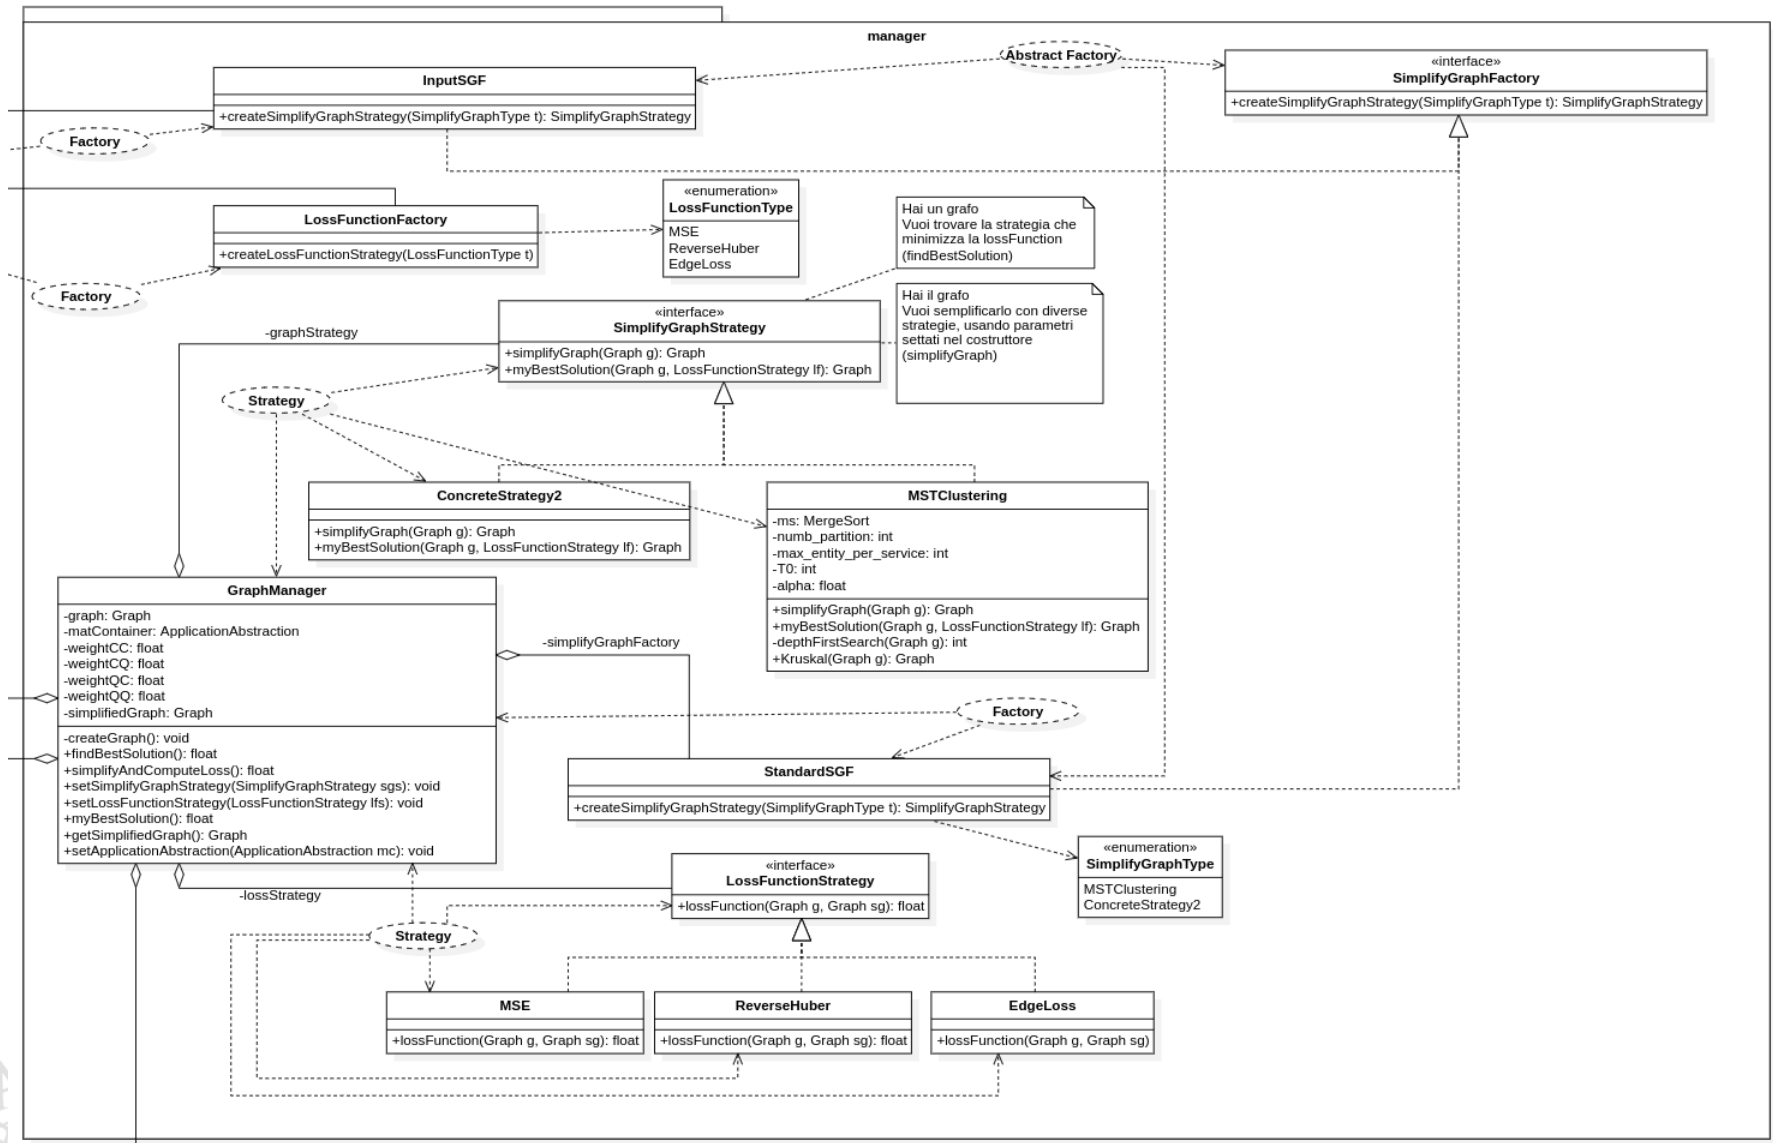 manager
Abstract Factory
«interface»
SimplifyGraphFactory
+createSimplifyGraphStrategy(SimplifyGraphType t): SimplifyGraphStrategy
InputSGF
+createSimplifyGraphStrategy(SimplifyGraphType t): SimplifyGraphStrategy
Factory
«enumeration»
LossFunctionType
MSE
ReverseHuber
EdgeLoss
LossFunctionFactory
+createLossFunctionStrategy(LossFunctionType t)
Factory
Hai un grafo
Vuoi trovare la strategia che
minimizza la lossFunction
(findBestSolution)
Hai il grafo
Vuoi semplificarlo con diverse
strategie, usando parametri
settati nel costruttore
(simplifyGraph)
«interface»
SimplifyGraphStrategy
+simplifyGraph(Graph g): Graph
+myBestSolution(Graph g, LossFunctionStrategy lf): Graph
-graphStrategy
Strategy
ConcreteStrategy2
+simplifyGraph(Graph g): Graph
+myBestSolution(Graph g, LossFunctionStrategy lf): Graph
MSTClustering
-ms: MergeSort
-numb_partition: int
-max_entity_per_service: int
-T0: int
-alpha: float
+simplifyGraph(Graph g): Graph
+myBestSolution(Graph g, LossFunctionStrategy lf): Graph
-depthFirstSearch(Graph g): int
+Kruskal(Graph g): Graph
GraphManager
-graph: Graph
-matContainer: ApplicationAbstraction
-weightCC: float
-weightCQ: float
-weightQC: float
-weightQQ: float
-simplifiedGraph: Graph
-createGraph(): void
+findBestSolution(): float
+simplifyAndComputeLoss(): float
+setSimplifyGraphStrategy(SimplifyGraphStrategy sgs): void
+setLossFunctionStrategy(LossFunctionStrategy lfs): void
+myBestSolution(): float
+getSimplifiedGraph(): Graph
+setApplicationAbstraction(ApplicationAbstraction mc): void
-simplifyGraphFactory
Factory
StandardSGF
+createSimplifyGraphStrategy(SimplifyGraphType t): SimplifyGraphStrategy
«enumeration»
SimplifyGraphType
MSTClustering
ConcreteStrategy2
«interface»
LossFunctionStrategy
+lossFunction(Graph g, Graph sg): float
-lossStrategy
Strategy
MSE
+lossFunction(Graph g, Graph sg): float
ReverseHuber
+lossFunction(Graph g, Graph sg): float
EdgeLoss
+lossFunction(Graph g, Graph sg)